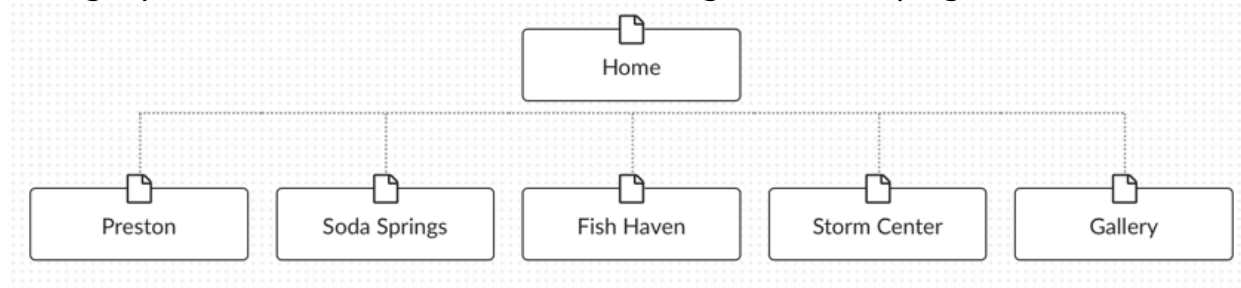 Home
Preston
Soda Springs
Fish Haven
Storm Center
Gallery